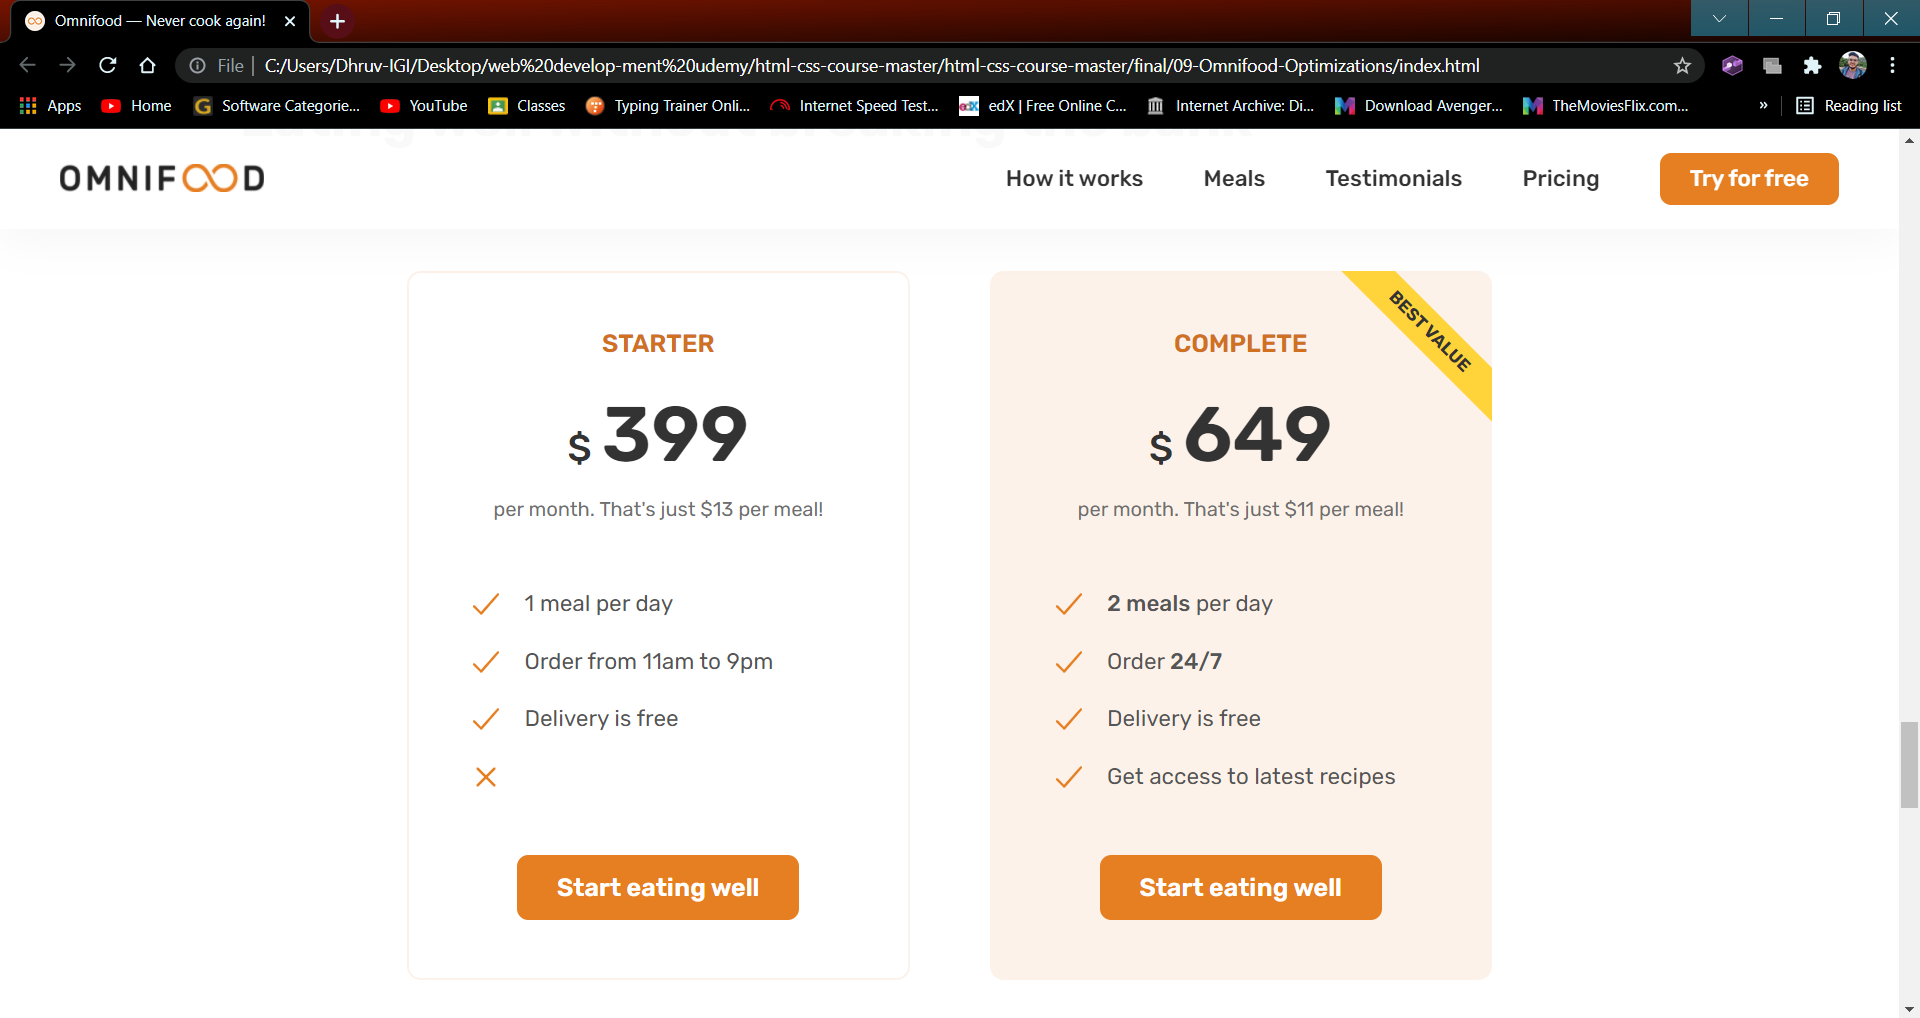 Omnifood — Never cook again!
File
C:/Users/Dhruv-IGI/Desktop/web%20develop-ment%20udemy/html-css-course-master/html-css-course-master/final/09-Omnifood-Optimizations/index.html
Apps Home Software Categorie... YouTube Classes Typing Trainer Onli... Internet Speed Test... edX | Free Online C... Internet Archive: Di... Download Avenger... TheMoviesFlix.com... » Reading list
OMNIFOOD
How it works Meals Testimonials Pricing Try for free
STARTER
$ 399
per month. That's just $13 per meal!
1 meal per day
Order from 11am to 9pm
Delivery is free
Start eating well
BEST VALUE
COMPLETE
$ 649
per month. That's just $11 per meal!
2 meals per day
Order 24/7
Delivery is free
Get access to latest recipes
Start eating well